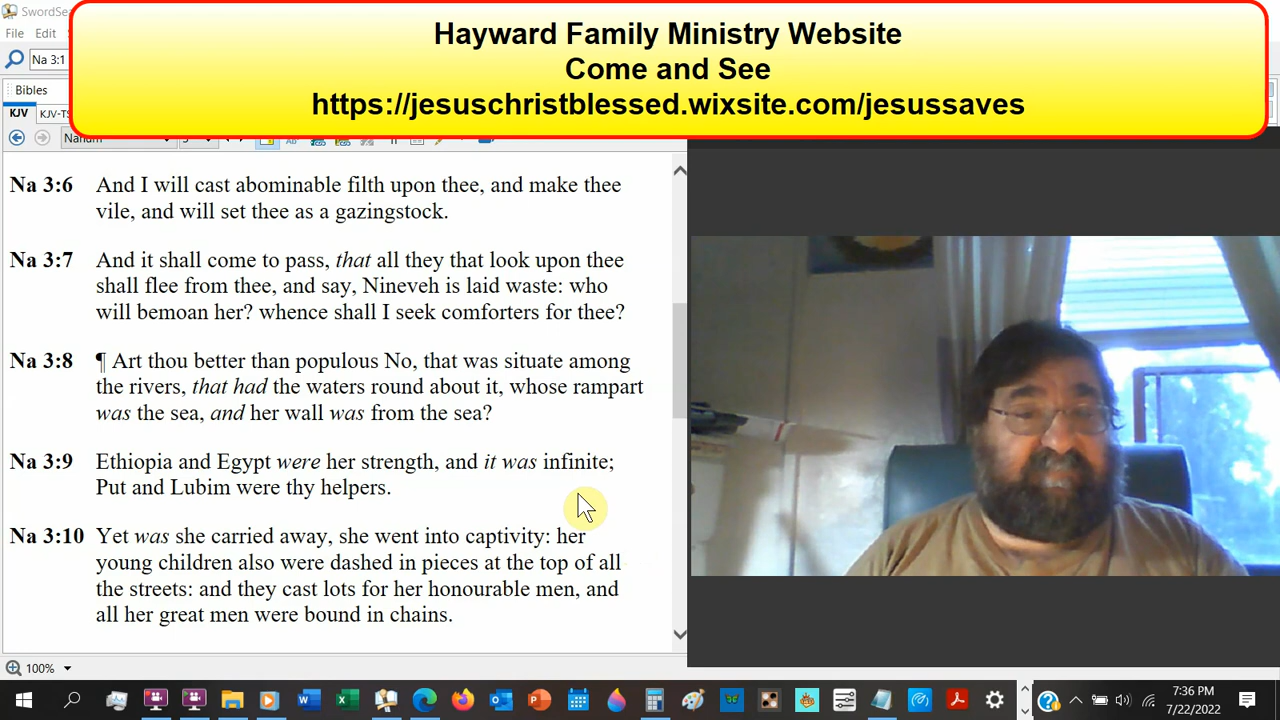 Hayward Family Ministry Website
Come and See
https://jesuschristblessed.wixsite.com/jesussaves
SwordSe
File Edit
Na 3:1
Bibles
KJV KJV-TS
Nahum
Na 3:6 And I will cast abominable filth upon thee, and make thee
vile, and will set thee as a gazingstock.
Na 3:7 And it shall come to pass, that all they that look upon thee
shall flee from thee, and say, Nineveh is laid waste: who
will bemoan her? whence shall I seek comforters for thee?
Na 3:8 ¶ Art thou better than populous No, that was situate among
the rivers, that had the waters round about it, whose rampart
was the sea, and her wall was from the sea?
Na 3:9 Ethiopia and Egypt were her strength, and it was infinite;
Put and Lubim were thy helpers.
Na 3:10 Yet was she carried away, she went into captivity: her
young children also were dashed in pieces at the top of all
the streets: and they cast lots for her honourable men, and
all her great men were bound in chains.
100%
7:36 PM
7/22/2022